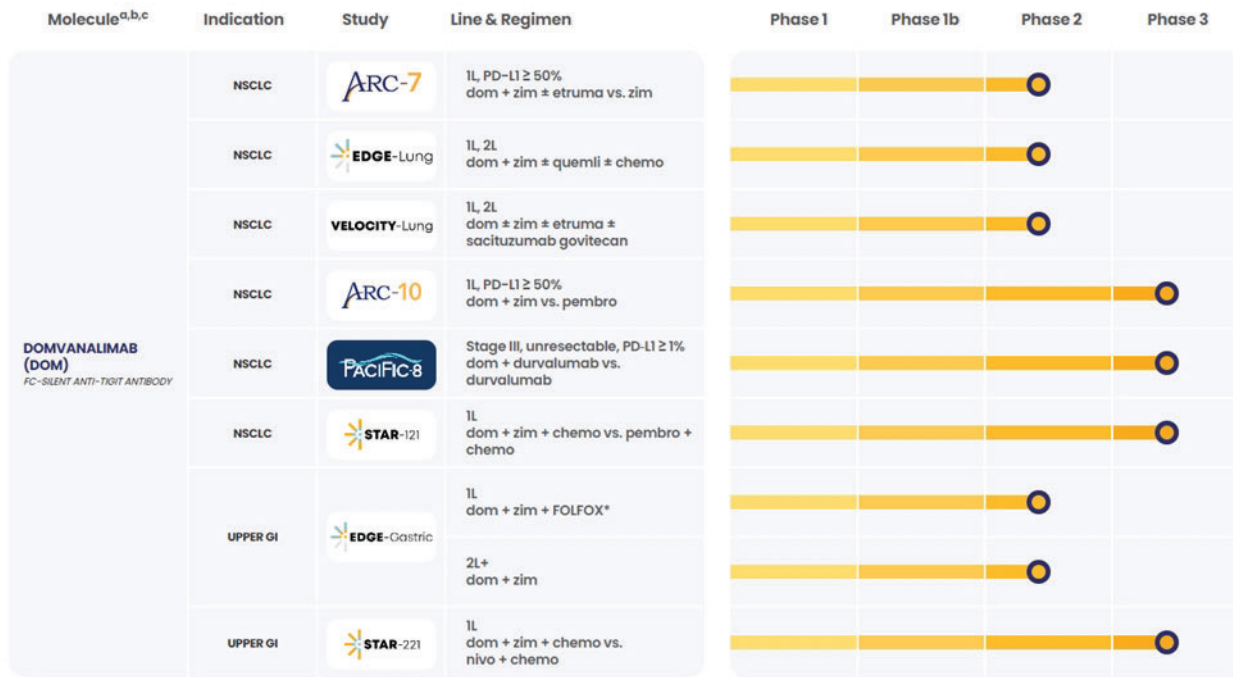 Molecule^a,b,c Indication Study Line & Regimen Phase 1 Phase 1b Phase 2 Phase 3
DOMVANALIMAB
(DOM)
FC-SILENT ANTI-TIGIT ANTIBODY
NSCLC
ARC-7
1L, PD-L1 ≥ 50%
dom + zim ± etruma vs. zim
NSCLC
EDGE-Lung
1L, 2L
dom + zim ± quemli ± chemo
NSCLC
VELOCITY-Lung
1L, 2L
dom ± zim ± etruma ±
sacituzumab govitecan
NSCLC
ARC-10
1L, PD-L1 ≥ 50%
dom + zim vs. pembro
NSCLC
PACIFIC-8
Stage III, unresectable, PD-L1 ≥ 1%
dom + durvalumab vs.
durvalumab
NSCLC
STAR-121
1L
dom + zim + chemo vs. pembro +
chemo
UPPER GI
EDGE-Gastric
1L
dom + zim + FOLFOX*
2L+
dom + zim
UPPER GI
STAR-221
1L
dom + zim + chemo vs.
nivo + chemo